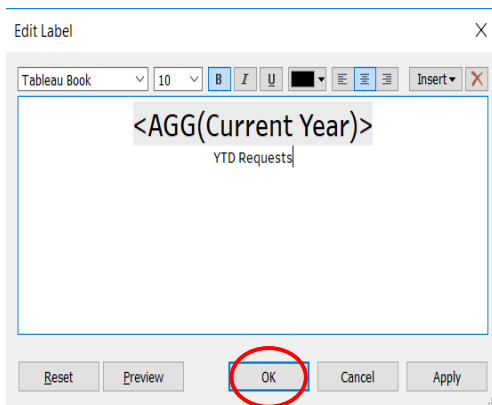 Edit Label X
Tableau Book 10 B I U Insert
<AGG(Current Year)>
YTD Requests
Reset Preview OK Cancel Apply